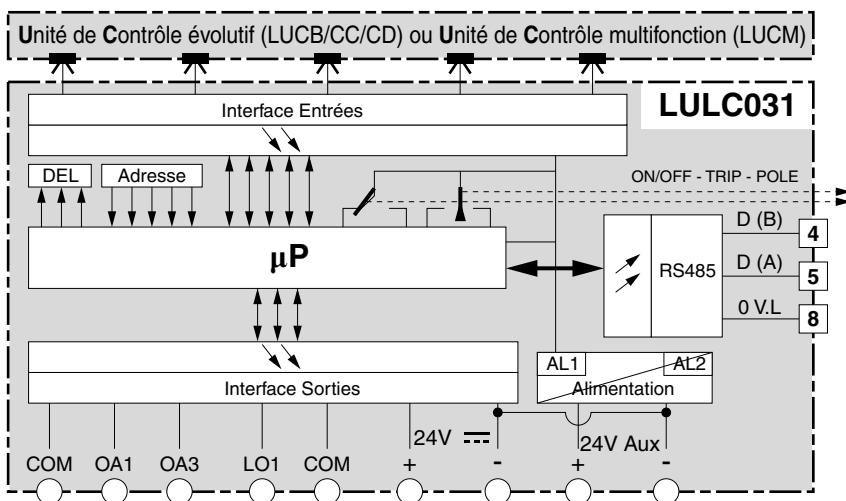 Unité de Contrôle évolutif (LUCB/CC/CD) ou Unité de Contrôle multifonction (LUCM)
LULC031
Interface Entrées
DEL
Adresse
ON/OFF - TRIP - POLE
µP
RS485
D (B)
4
D (A)
5
0 V.L
8
AL1
AL2
Alimentation
Interface Sorties
24V
24V Aux
COM
OA1
OA3
LO1
COM
+
-
+
-